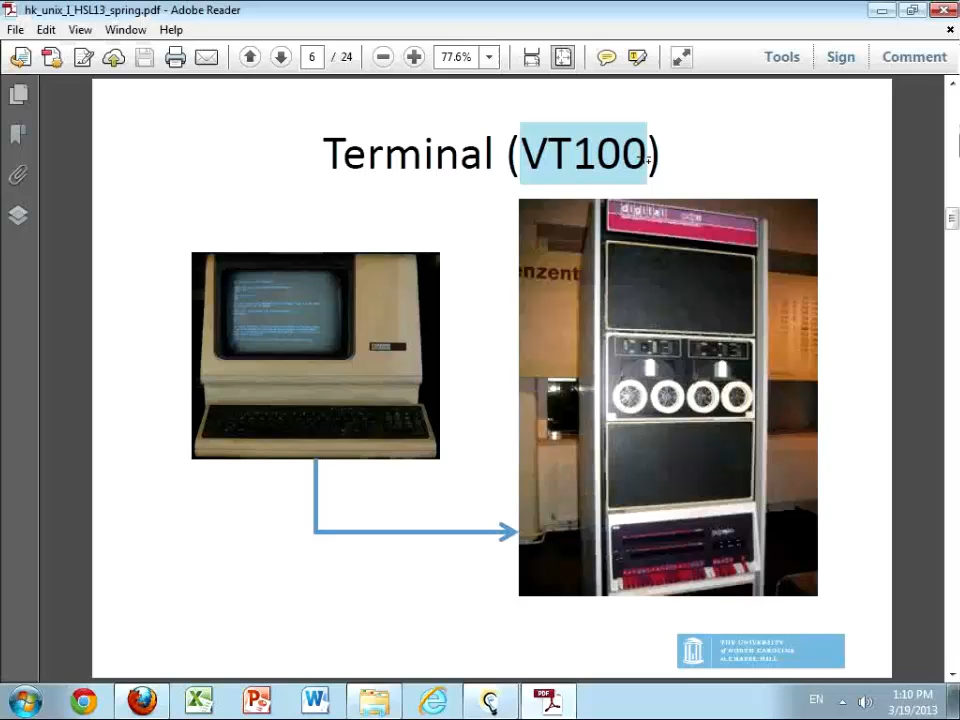 hk_unix_I_HSL13_spring.pdf - Adobe Reader
File Edit View Window Help
6 / 24 77.6% Tools Sign Comment
Terminal (VT100)
digital
enzent
THE UNIVERSITY
of NORTH CAROLINA
at CHAPEL HILL
EN 1:10 PM
3/19/2013